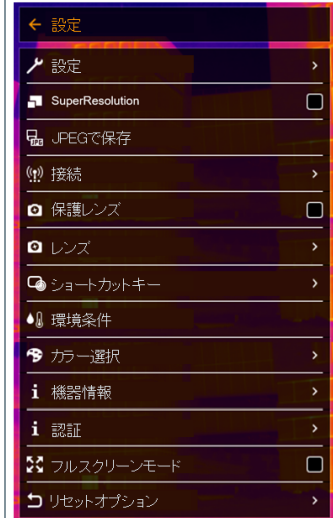 設定
設定
SuperResolution
JPEGで保存
接続
保護レンズ
レンズ
ショートカットキー
環境条件
カラー選択
機器情報
認証
フルスクリーンモード
リセットオプション